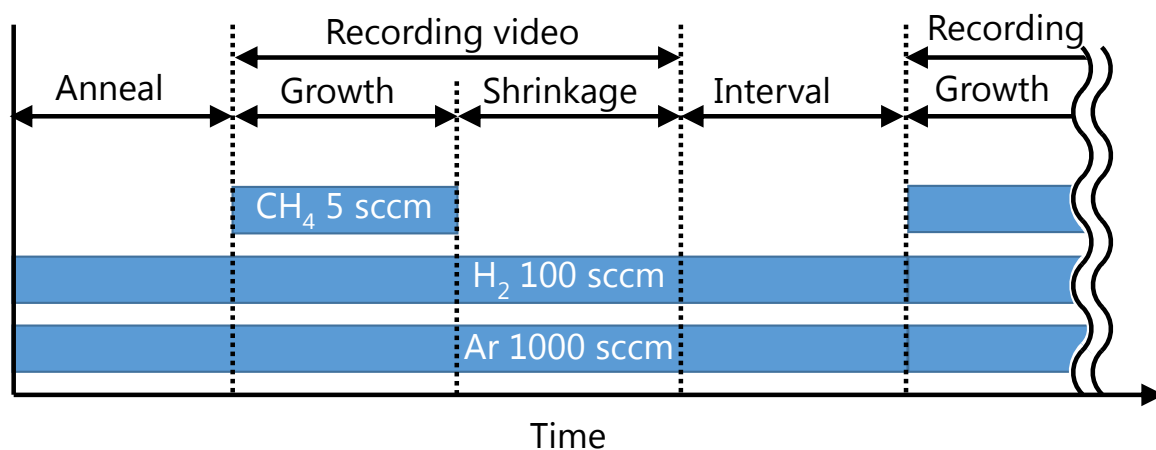 Recording video
Recording
Anneal
Growth
Shrinkage
Interval
Growth
CH₄ 5 sccm
H₂ 100 sccm
Ar 1000 sccm
Time